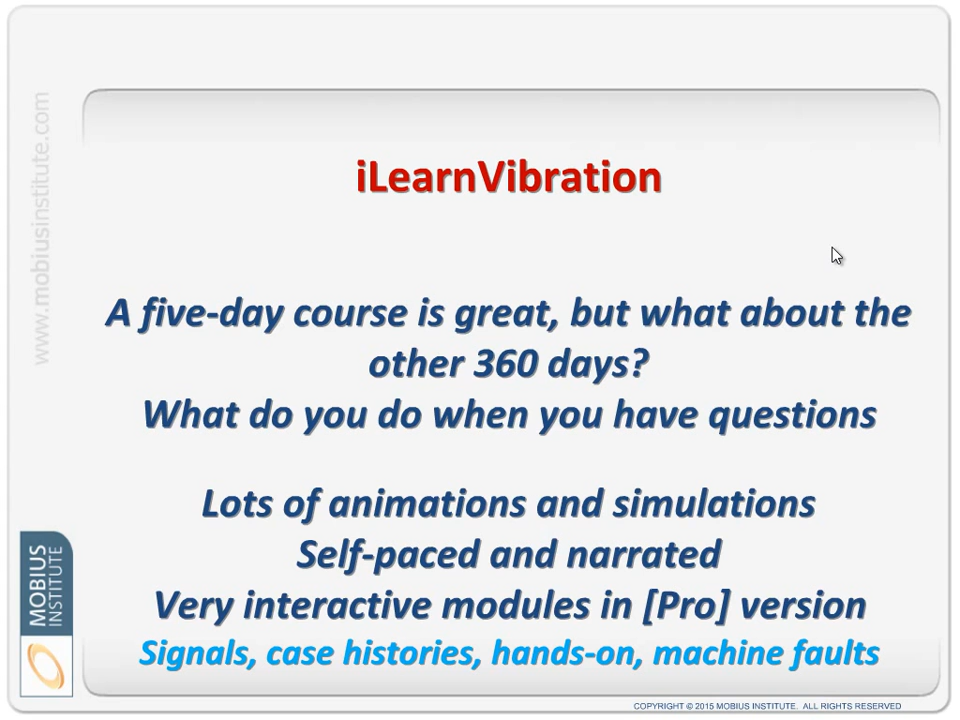 www.mobiusinstitute.com
iLearnVibration
A five-day course is great, but what about the
other 360 days?
What do you do when you have questions
Lots of animations and simulations
Self-paced and narrated
Very interactive modules in [Pro] version
Signals, case histories, hands-on, machine faults
MOBIUS
INSTITUTE
COPYRIGHT © 2015 MOBIUS INSTITUTE. ALL RIGHTS RESERVED